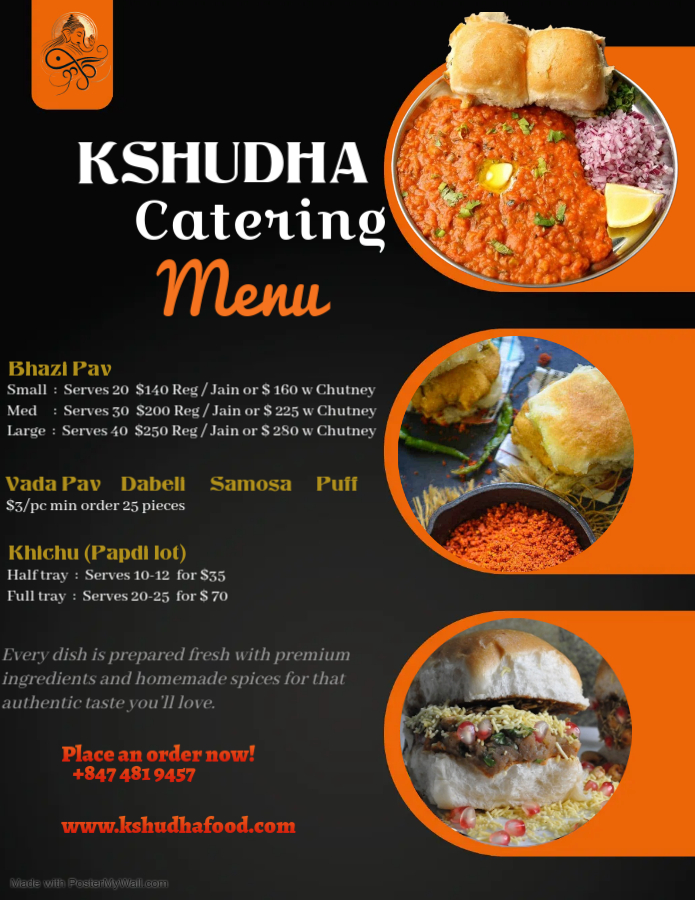 KSHUDHA
Catering
Menu
Bhazi Pav
Small : Serves 20 $140 Reg / Jain or $ 160 w Chutney
Med : Serves 30 $200 Reg / Jain or $ 225 w Chutney
Large : Serves 40 $250 Reg / Jain or $ 280 w Chutney
Vada Pav Dabeli Samosa Puff
$3/pc min order 25 pieces
Khichu (Papdi lot)
Half tray : Serves 10-12 for $35
Full tray : Serves 20-25 for $ 70
Every dish is prepared fresh with premium
ingredients and homemade spices for that
authentic taste you'll love.
Place an order now!
+847 481 9457
www.kshudhafood.com
Made with PosterMyWall.com